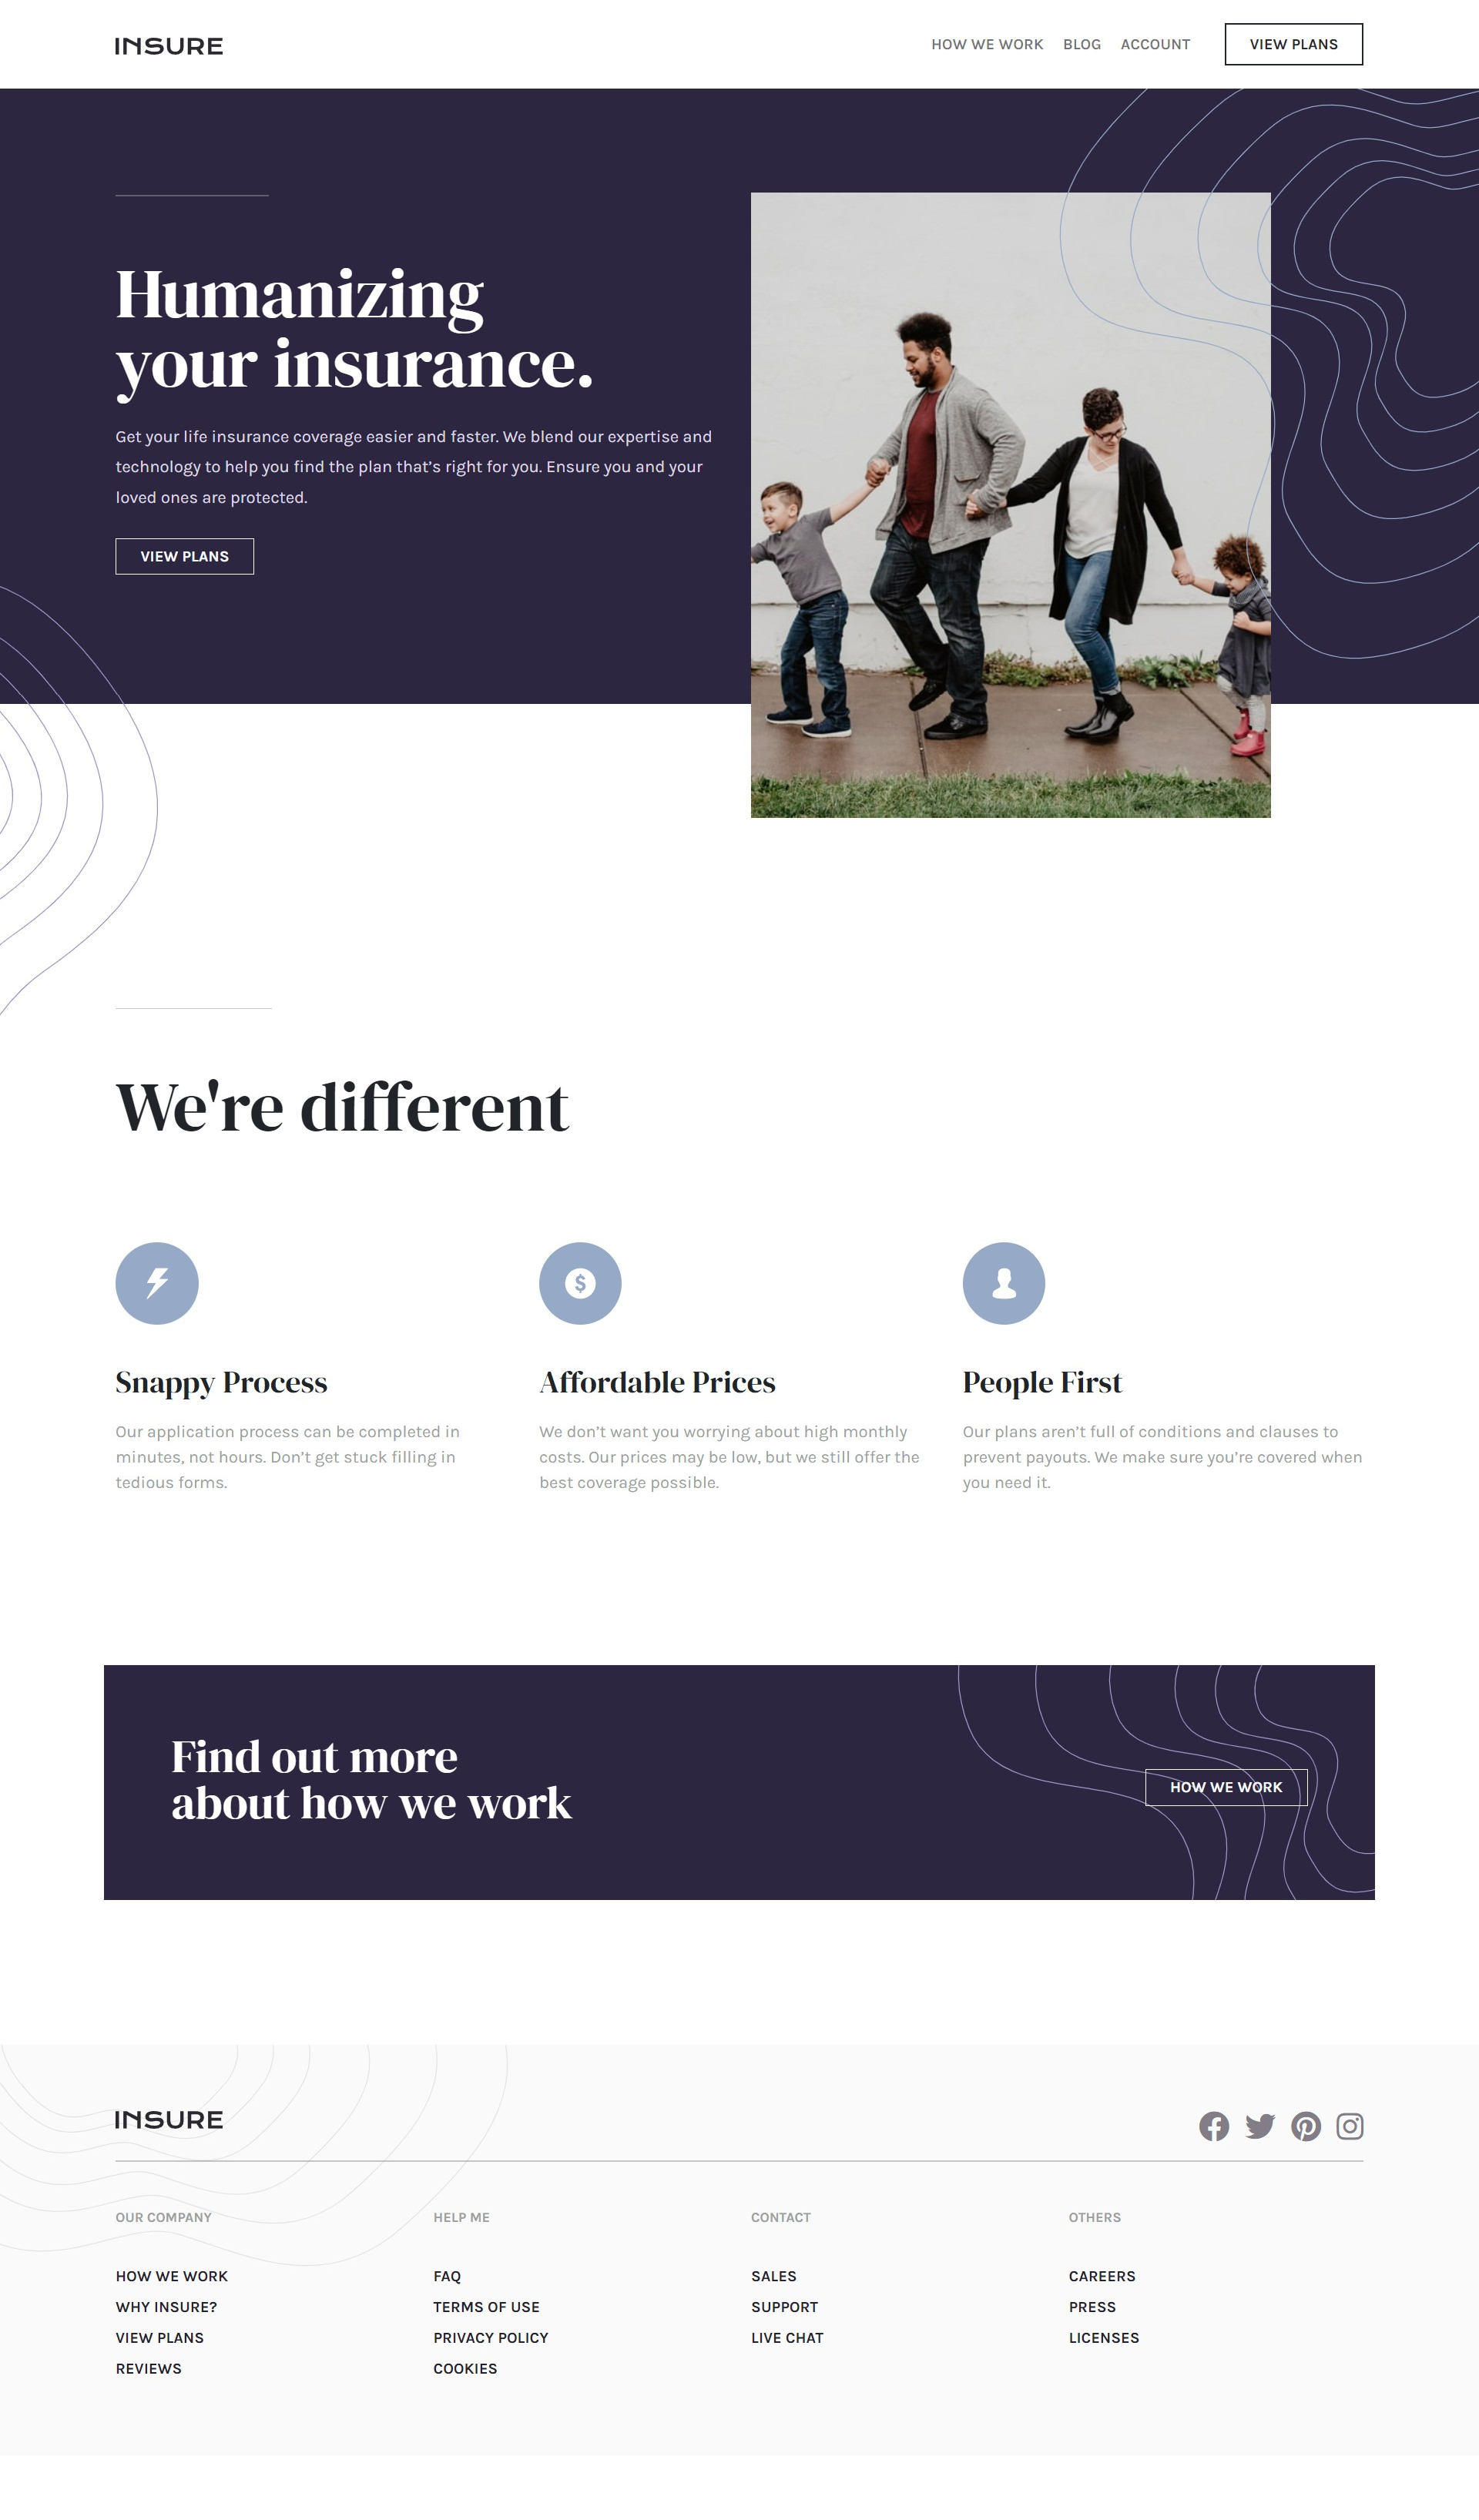 INSURE
HOW WE WORK BLOG ACCOUNT VIEW PLANS
Humanizing
your insurance.
Get your life insurance coverage easier and faster. We blend our expertise and
technology to help you find the plan that’s right for you. Ensure you and your
loved ones are protected.
VIEW PLANS
We're different
Snappy Process
Our application process can be completed in
minutes, not hours. Don’t get stuck filling in
tedious forms.
Affordable Prices
We don’t want you worrying about high monthly
costs. Our prices may be low, but we still offer the
best coverage possible.
People First
Our plans aren’t full of conditions and clauses to
prevent payouts. We make sure you’re covered when
you need it.
Find out more
about how we work
HOW WE WORK
INSURE
OUR COMPANY
HOW WE WORK
WHY INSURE?
VIEW PLANS
REVIEWS
HELP ME
FAQ
TERMS OF USE
PRIVACY POLICY
COOKIES
CONTACT
SALES
SUPPORT
LIVE CHAT
OTHERS
CAREERS
PRESS
LICENSES